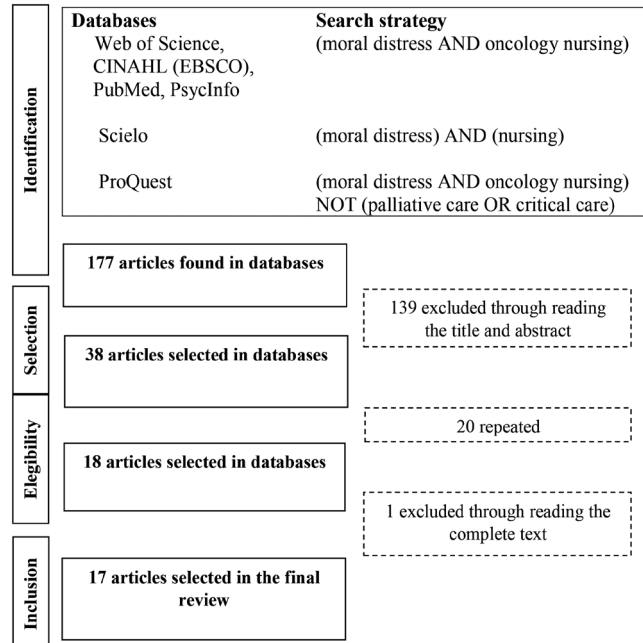 Identification
Databases Search strategy
Web of Science, (moral distress AND oncology nursing)
CINAHL (EBSCO),
PubMed, PsycInfo
Scielo (moral distress) AND (nursing)
ProQuest (moral distress AND oncology nursing)
NOT (palliative care OR critical care)
177 articles found in databases
Selection
139 excluded through reading
the title and abstract
38 articles selected in databases
Elegibility
20 repeated
18 articles selected in databases
1 excluded through reading the
complete text
Inclusion
17 articles selected in the final
review